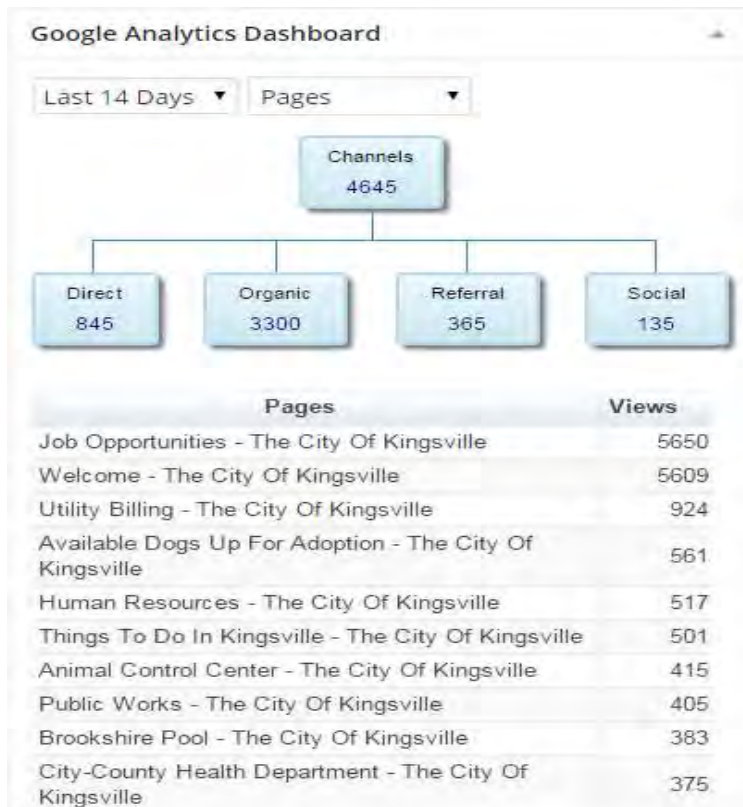 Google Analytics Dashboard
Last 14 Days Pages
Channels
4645
Direct Organic Referral Social
845 3300 365 135
Pages Views
Job Opportunities - The City Of Kingsville 5650
Welcome - The City Of Kingsville 5609
Utility Billing - The City Of Kingsville 924
Available Dogs Up For Adoption - The City Of
Kingsville 561
Human Resources - The City Of Kingsville 517
Things To Do In Kingsville - The City Of Kingsville 501
Animal Control Center - The City Of Kingsville 415
Public Works - The City Of Kingsville 405
Brookshire Pool - The City Of Kingsville 383
City-County Health Department - The City Of
Kingsville 375